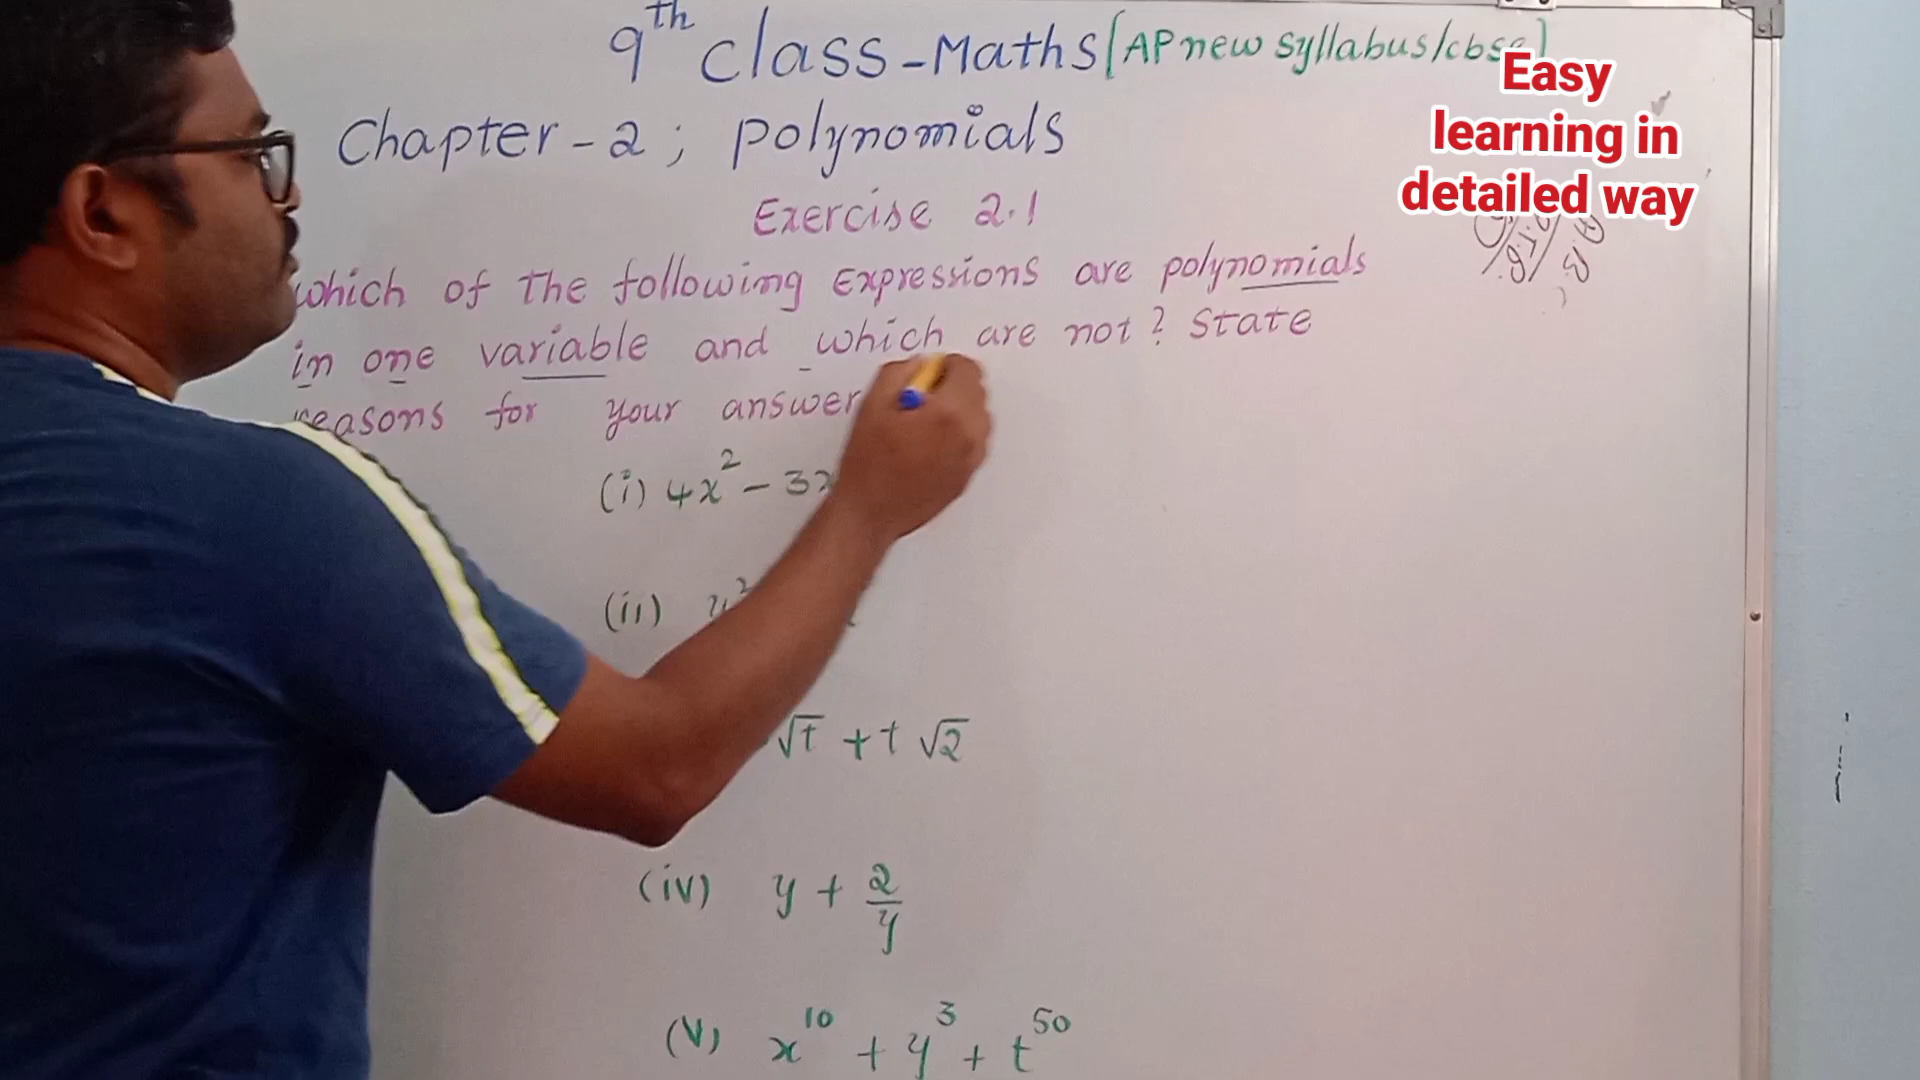 9th class - Maths [AP new syllabus/cbse]
Easy
learning in
detailed way
Chapter - 2 ; Polynomials
Exercise 2.1
which of the following Expressions are polynomials
in one variable and which are not? State
reasons for your answer
(i) 4x² - 3x
(ii) y²
√t + t √2
(iv) y + 2/y
(v) x¹⁰ + y³ + t⁵⁰